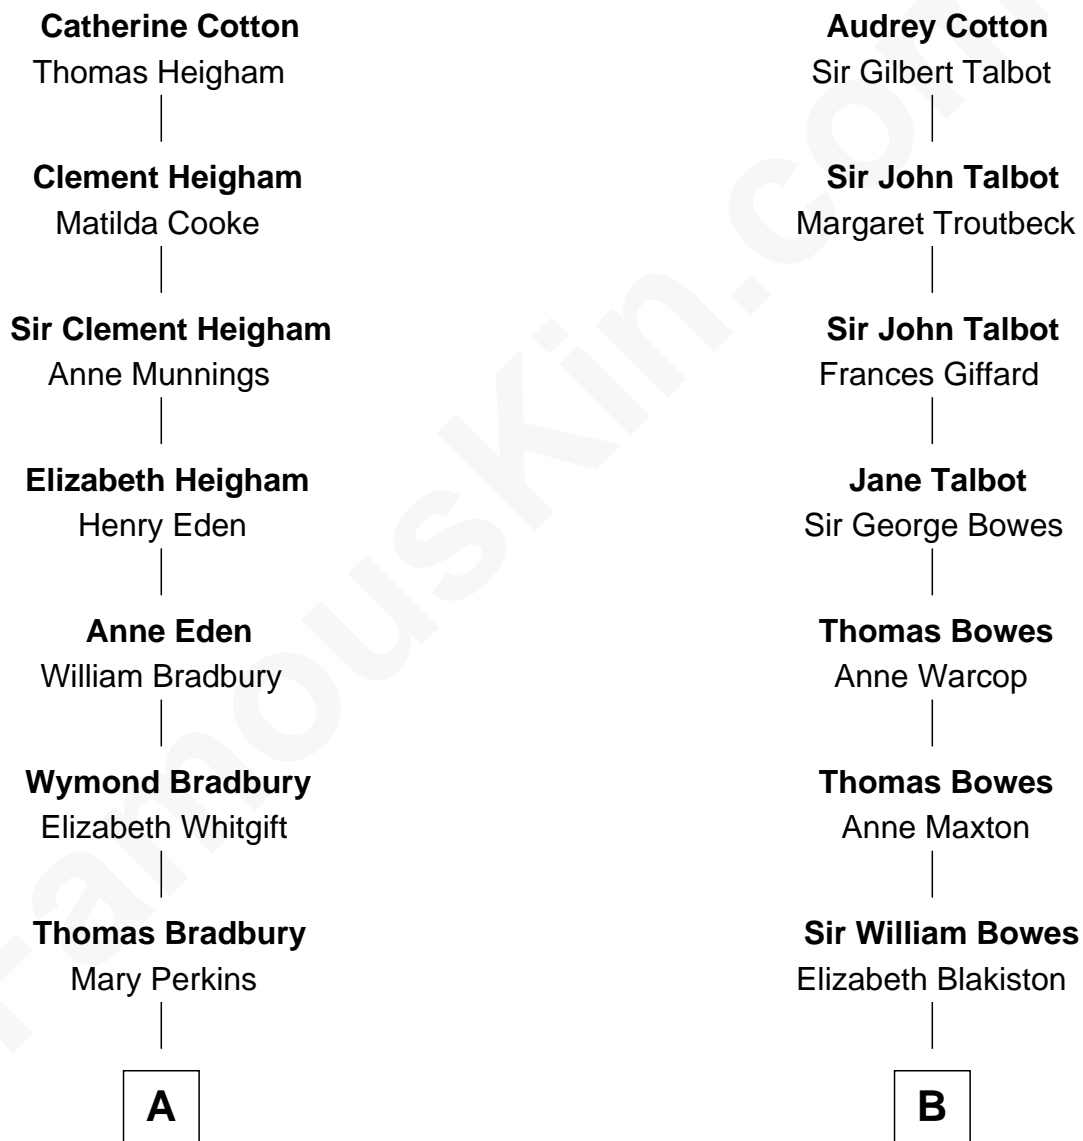 Catherine Cotton
Thomas Heigham
Clement Heigham
Matilda Cooke
Sir Clement Heigham
Anne Munnings
Elizabeth Heigham
Henry Eden
Anne Eden
William Bradbury
Wymond Bradbury
Elizabeth Whitgift
Thomas Bradbury
Mary Perkins
A
Audrey Cotton
Sir Gilbert Talbot
Sir John Talbot
Margaret Troutbeck
Sir John Talbot
Frances Giffard
Jane Talbot
Sir George Bowes
Thomas Bowes
Anne Warcop
Thomas Bowes
Anne Maxton
Sir William Bowes
Elizabeth Blakiston
B
FamousKin.com